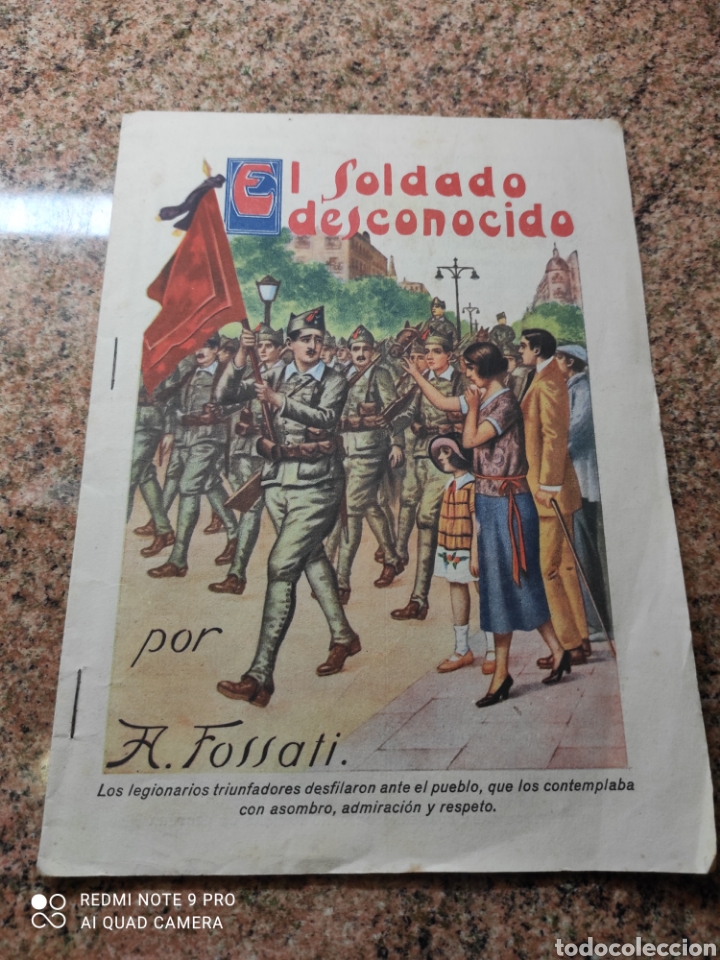 El Soldado
desconocido
por
A. Fossati.
Los legionarios triunfadores desfilaron ante el pueblo, que los contemplaba
con asombro, admiración y respeto.
REDMI NOTE 9 PRO
AI QUAD CAMERA
todocoleccion